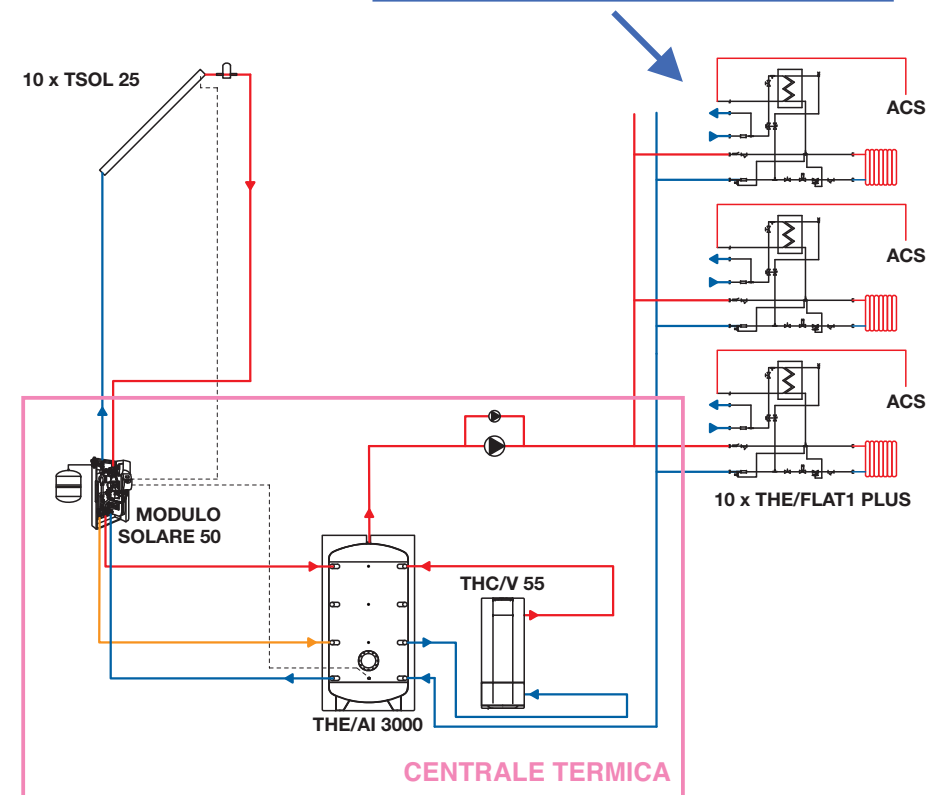 10 x TSOL 25
ACS
ACS
ACS
10 x THE/FLAT1 PLUS
MODULO
SOLARE 50
THC/V 55
THE/AI 3000
CENTRALE TERMICA